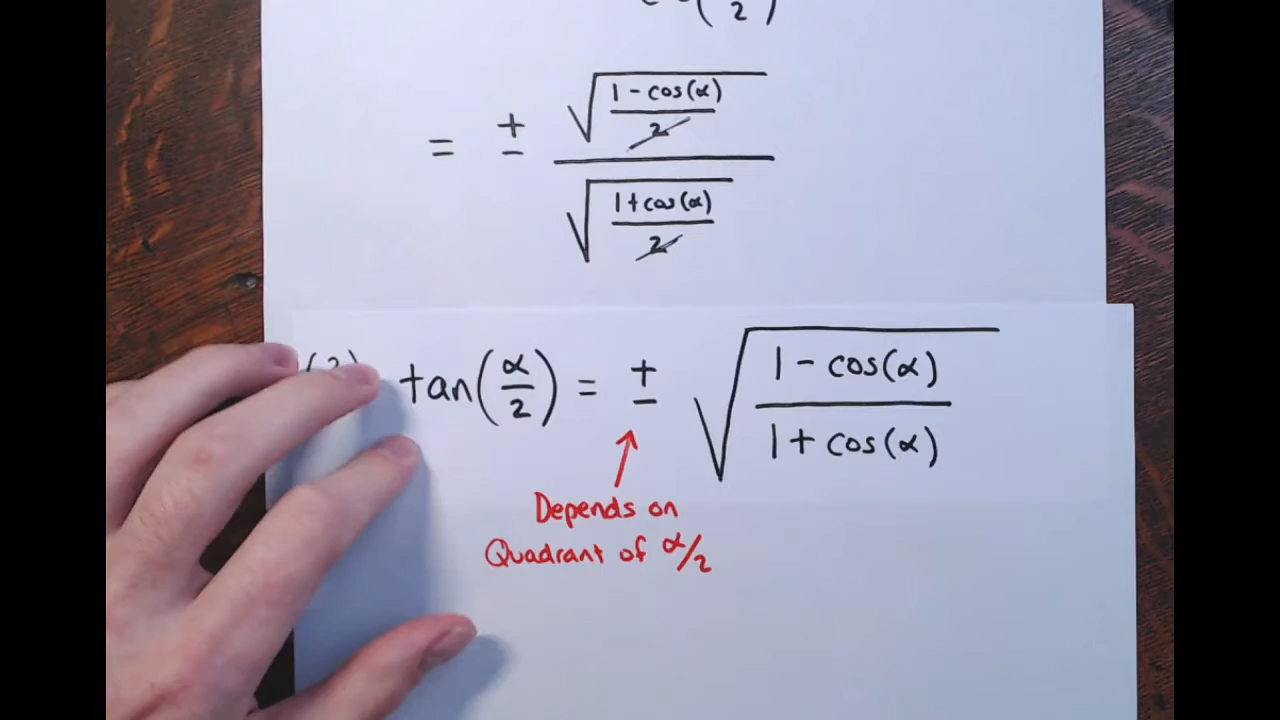 = ± √((1 - cos(α))/2) / √((1 + cos(α))/2)
tan(α/2) = ± √((1 - cos(α))/(1 + cos(α)))
Depends on
Quadrant of α/2